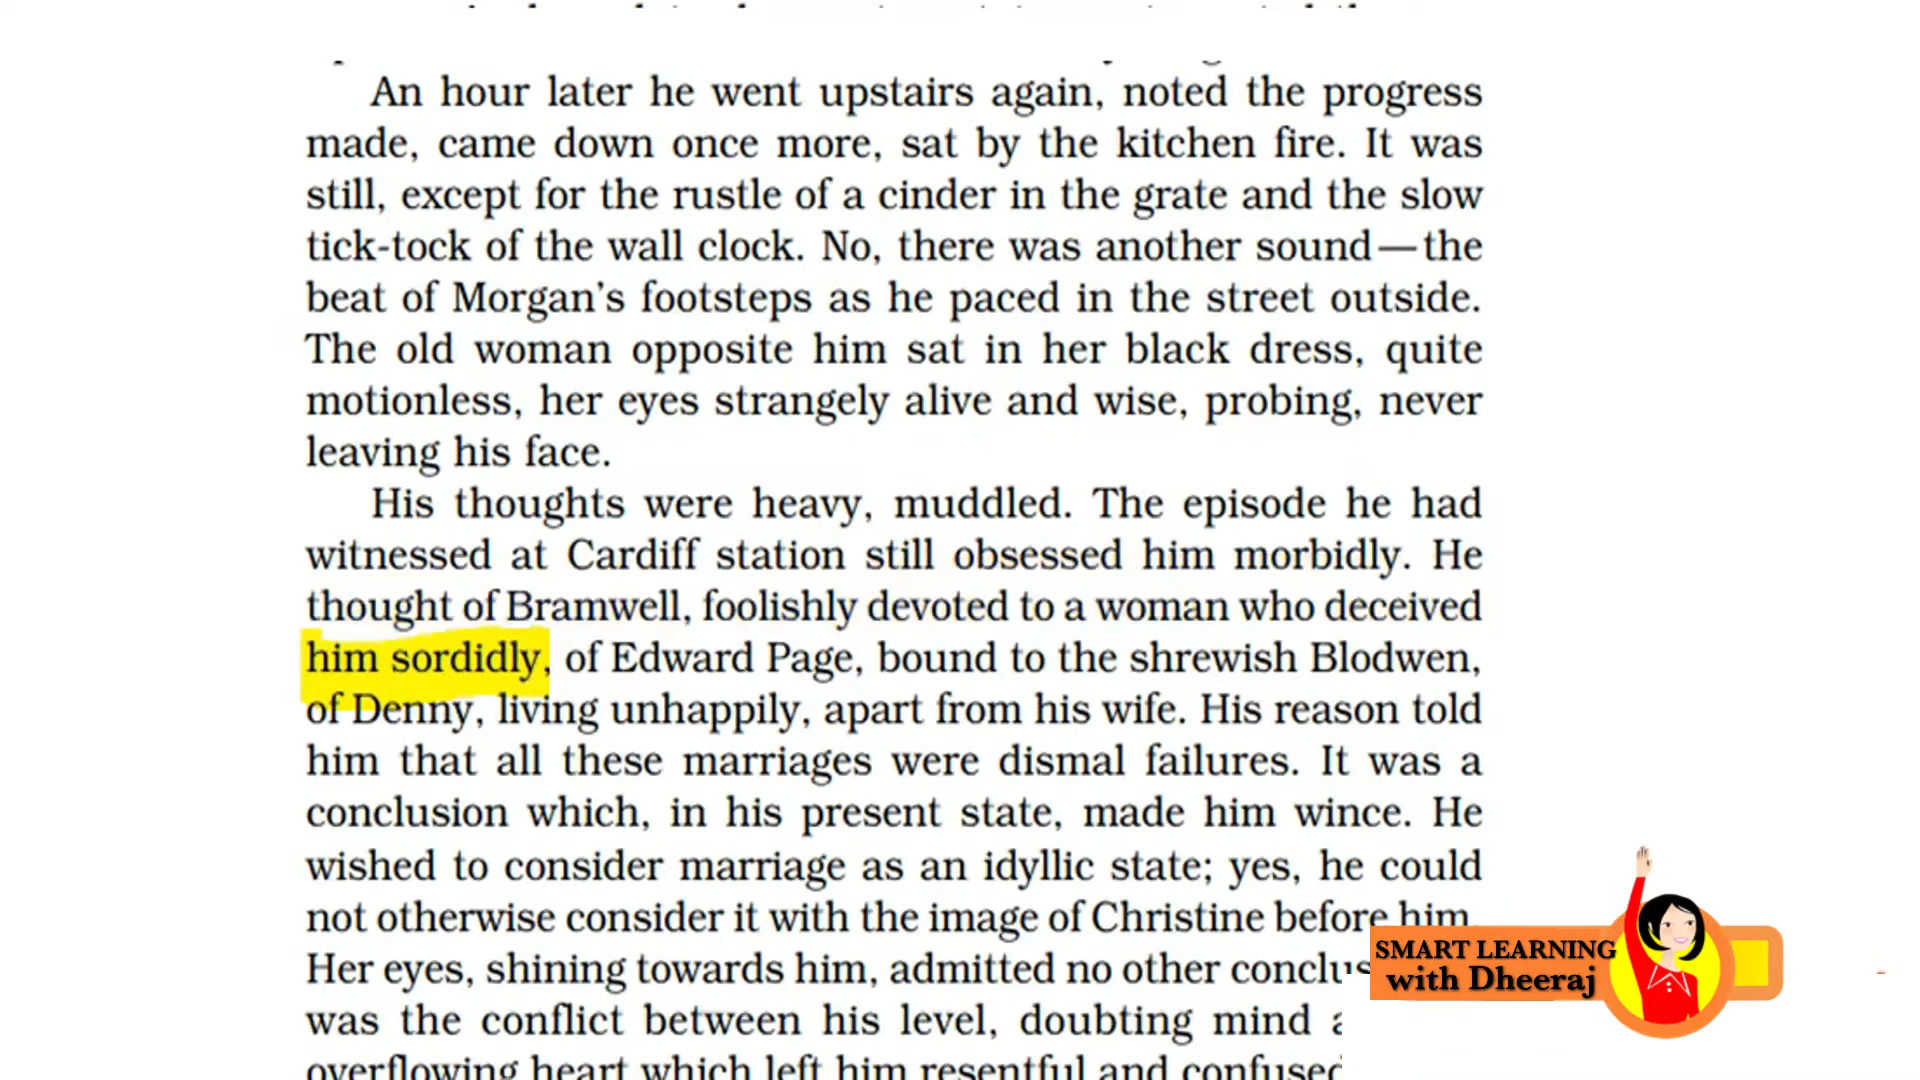 An hour later he went upstairs again, noted the progress
made, came down once more, sat by the kitchen fire. It was
still, except for the rustle of a cinder in the grate and the slow
tick-tock of the wall clock. No, there was another sound—the
beat of Morgan's footsteps as he paced in the street outside.
The old woman opposite him sat in her black dress, quite
motionless, her eyes strangely alive and wise, probing, never
leaving his face.
His thoughts were heavy, muddled. The episode he had
witnessed at Cardiff station still obsessed him morbidly. He
thought of Bramwell, foolishly devoted to a woman who deceived
him sordidly, of Edward Page, bound to the shrewish Blodwen,
of Denny, living unhappily, apart from his wife. His reason told
him that all these marriages were dismal failures. It was a
conclusion which, in his present state, made him wince. He
wished to consider marriage as an idyllic state; yes, he could
not otherwise consider it with the image of Christine before him.
Her eyes, shining towards him, admitted no other
was the conflict between his level, doubting mind
overflowing heart which left him resentful and
SMART LEARNING
with Dheeraj